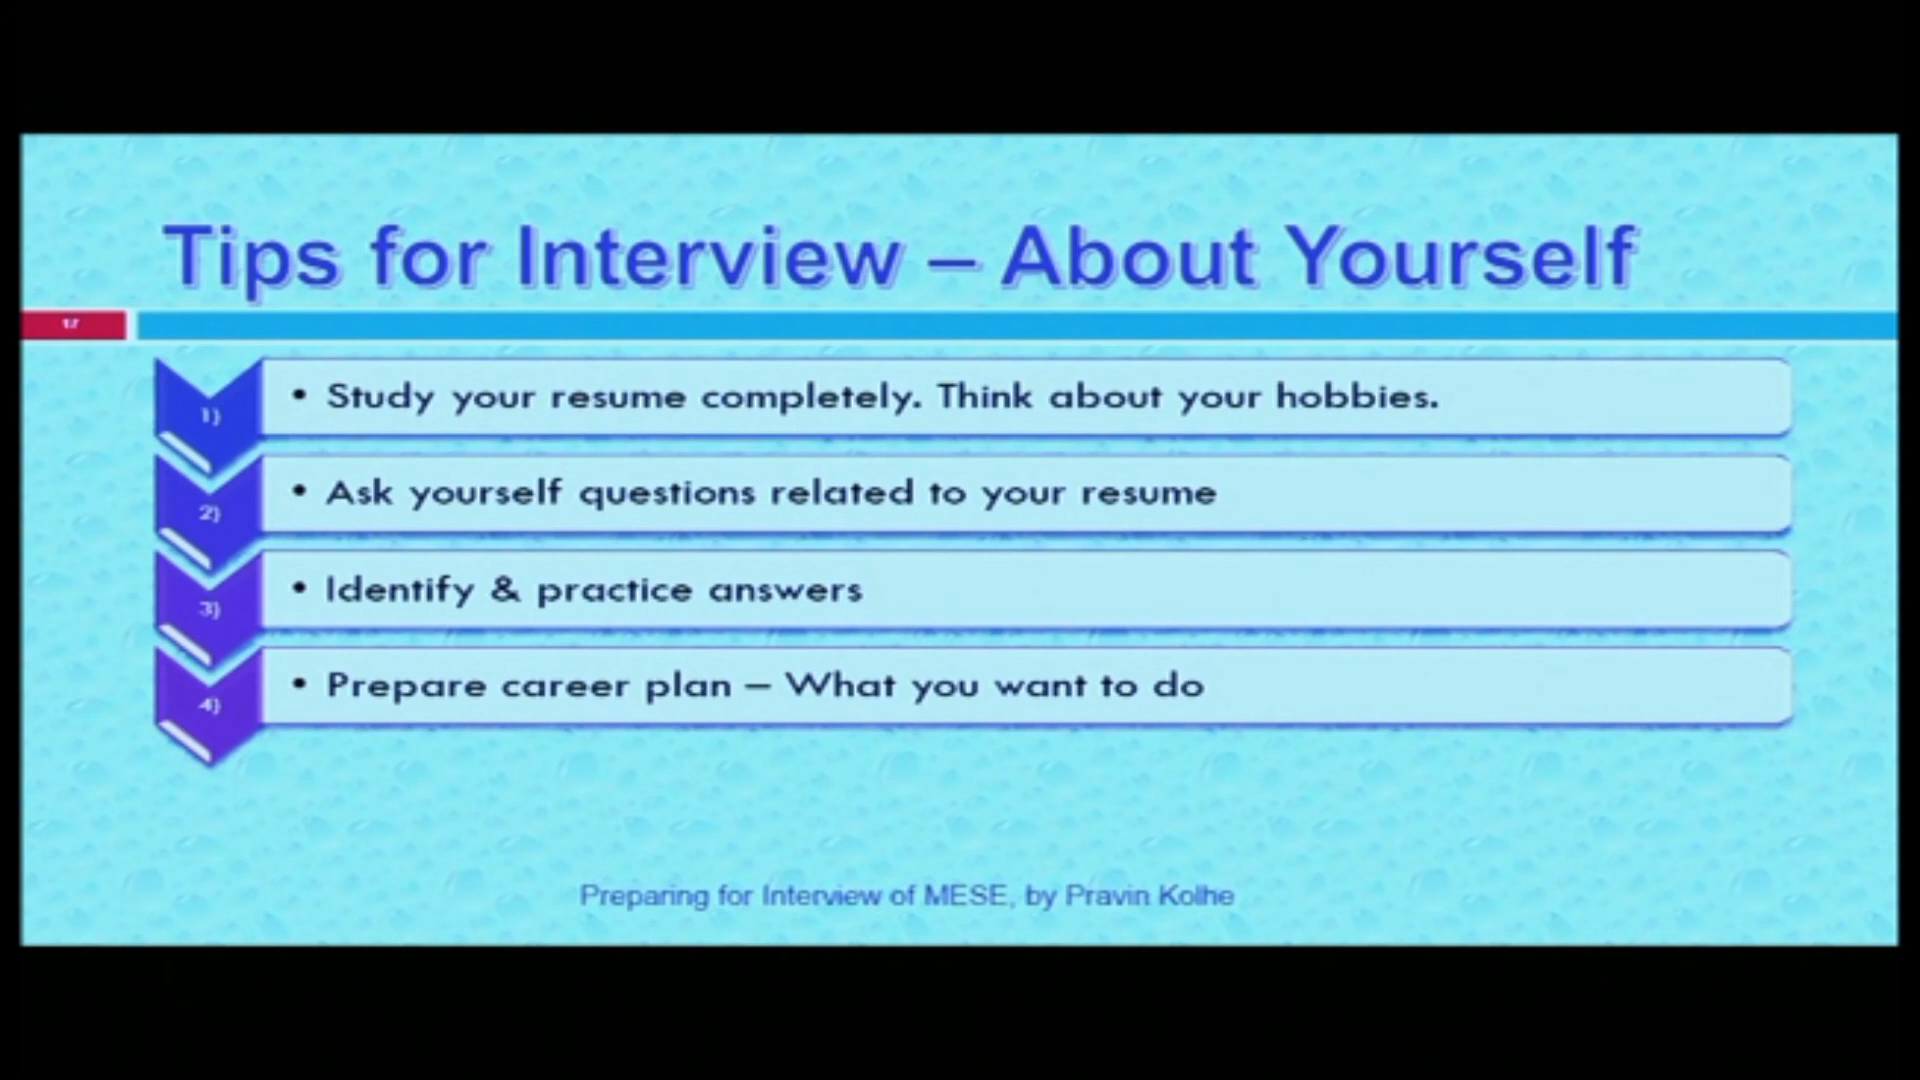 Tips for Interview – About Yourself
17
1)
• Study your resume completely. Think about your hobbies.
2)
• Ask yourself questions related to your resume
3)
• Identify & practice answers
4)
• Prepare career plan – What you want to do
Preparing for Interview of MESE, by Pravin Kolhe